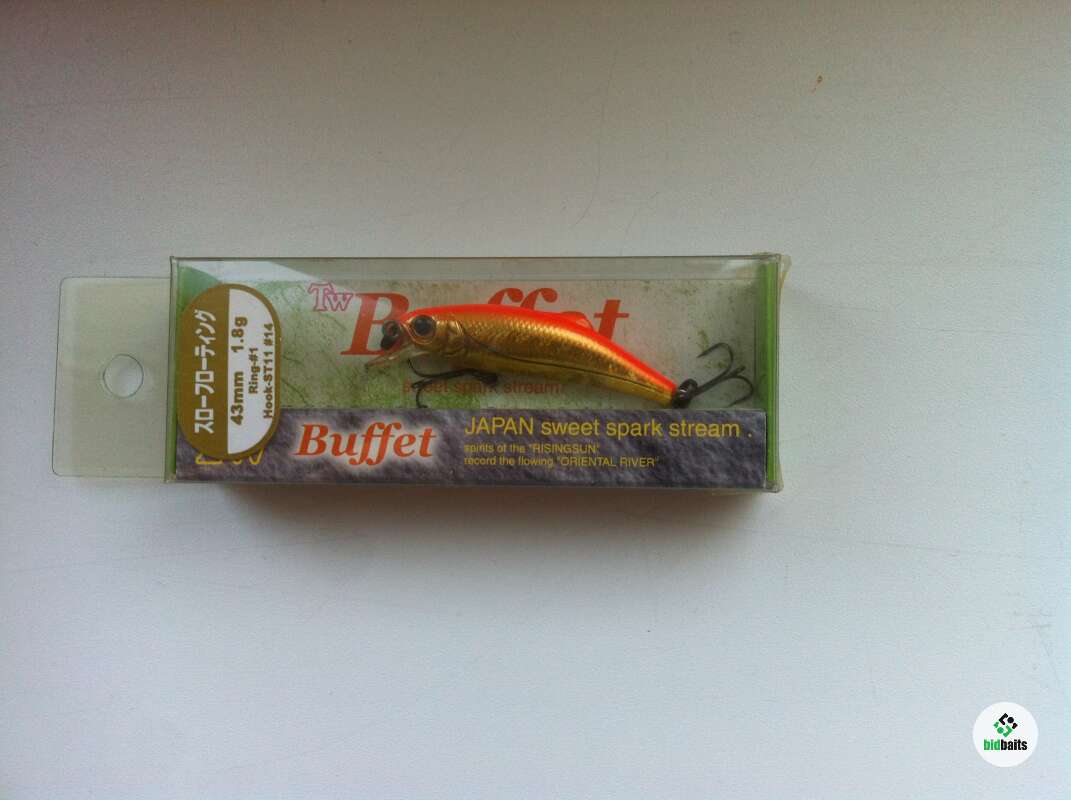 スローフローティング
43mm 1.8g
Ring-#1
Hook-ST11 #14
Tw
Buffet
sweet spark stream
Buffet
JAPAN sweet spark stream .
spirits of the "RISINGSUN"
record the flowing "ORIENTAL RIVER"
bidbaits